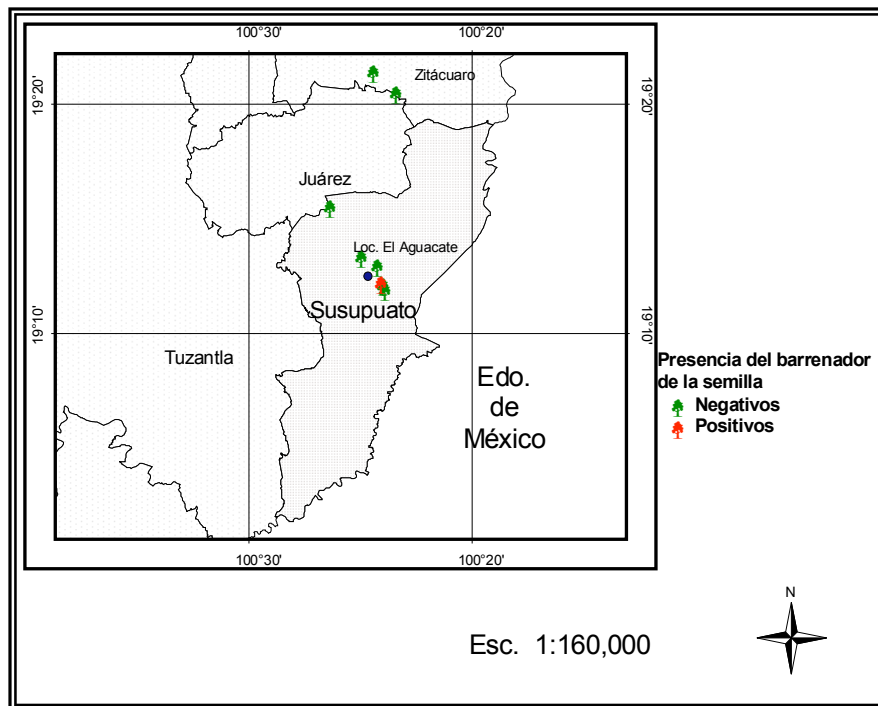 100°30'
100°20'
Zitácuaro
19°20'
19°20'
Juárez
Loc. El Aguacate
Susupuato
19°10'
19°10'
Tuzantla
Edo.
de
México
Presencia del barrenador
de la semilla
Negativos
Positivos
100°30'
100°20'
N
Esc. 1:160,000